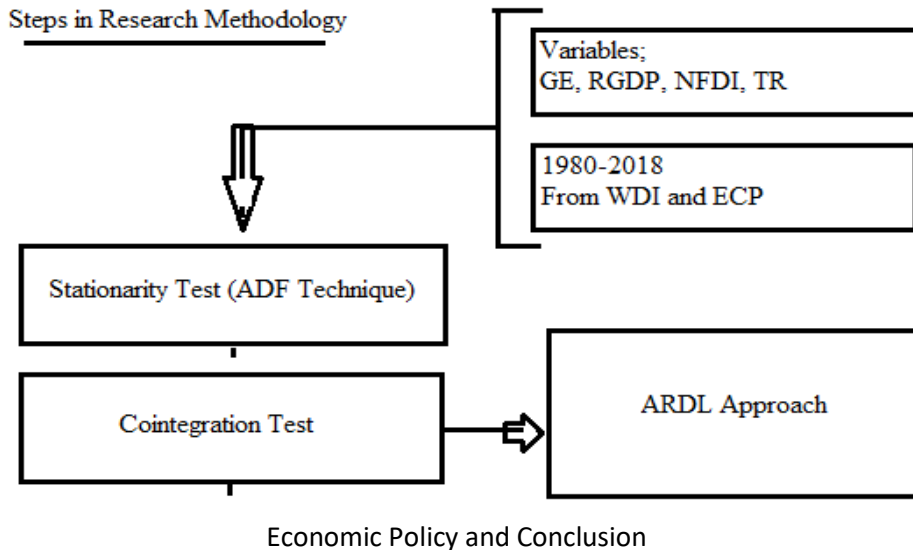 Steps in Research Methodology
Variables;
GE, RGDP, NFDI, TR
1980-2018
From WDI and ECP
Stationarity Test (ADF Technique)
Cointegration Test
ARDL Approach
Economic Policy and Conclusion